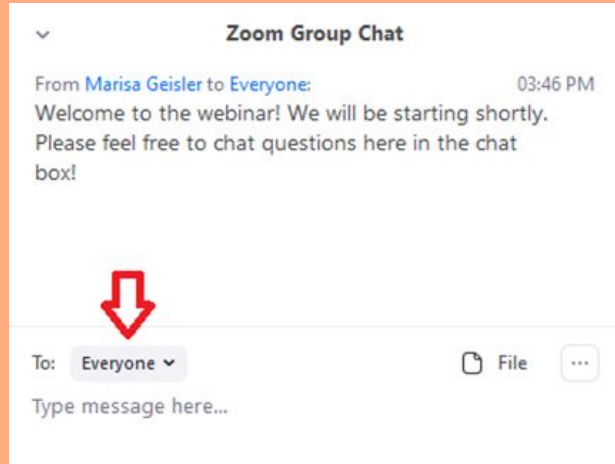 Zoom Group Chat
From Marisa Geisler to Everyone: 03:46 PM
Welcome to the webinar! We will be starting shortly.
Please feel free to chat questions here in the chat
box!
To: Everyone File ...
Type message here...